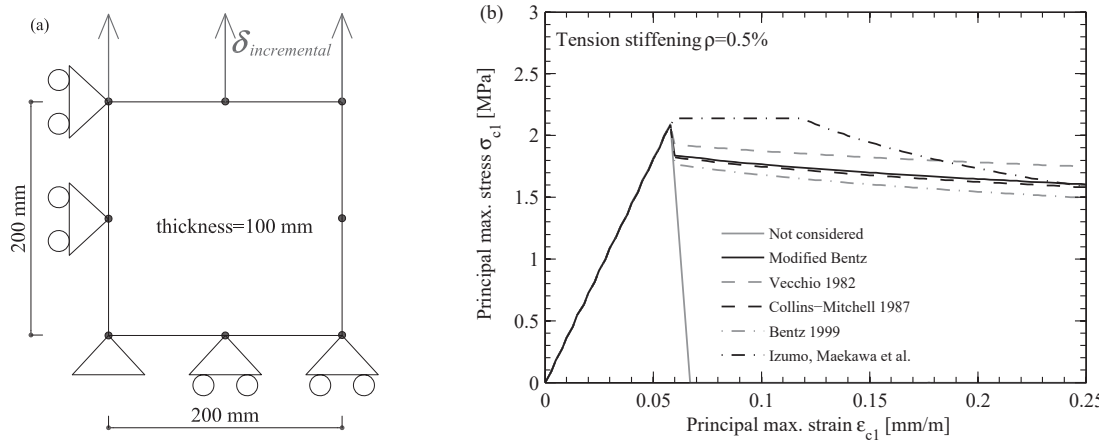 (a)
δincremental
200 mm
thickness=100 mm
200 mm
(b)
Tension stiffening ρ=0.5%
Principal max. stress σc1 [MPa]
3
2.5
2
1.5
1
0.5
0
Not considered
Modified Bentz
Vecchio 1982
Collins−Mitchell 1987
Bentz 1999
Izumo, Maekawa et al.
0 0.05 0.1 0.15 0.2 0.25
Principal max. strain εc1 [mm/m]